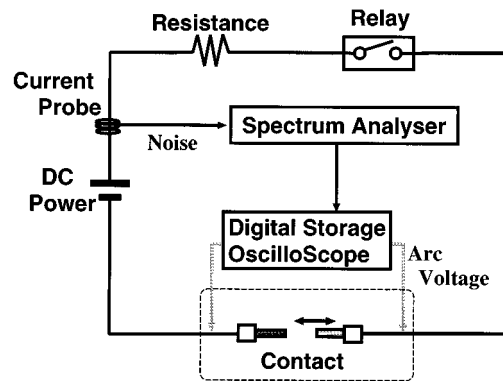 Resistance
Relay
Current
Probe
Noise
Spectrum Analyser
DC
Power
Digital Storage
OscilloScope
Arc
Voltage
Contact